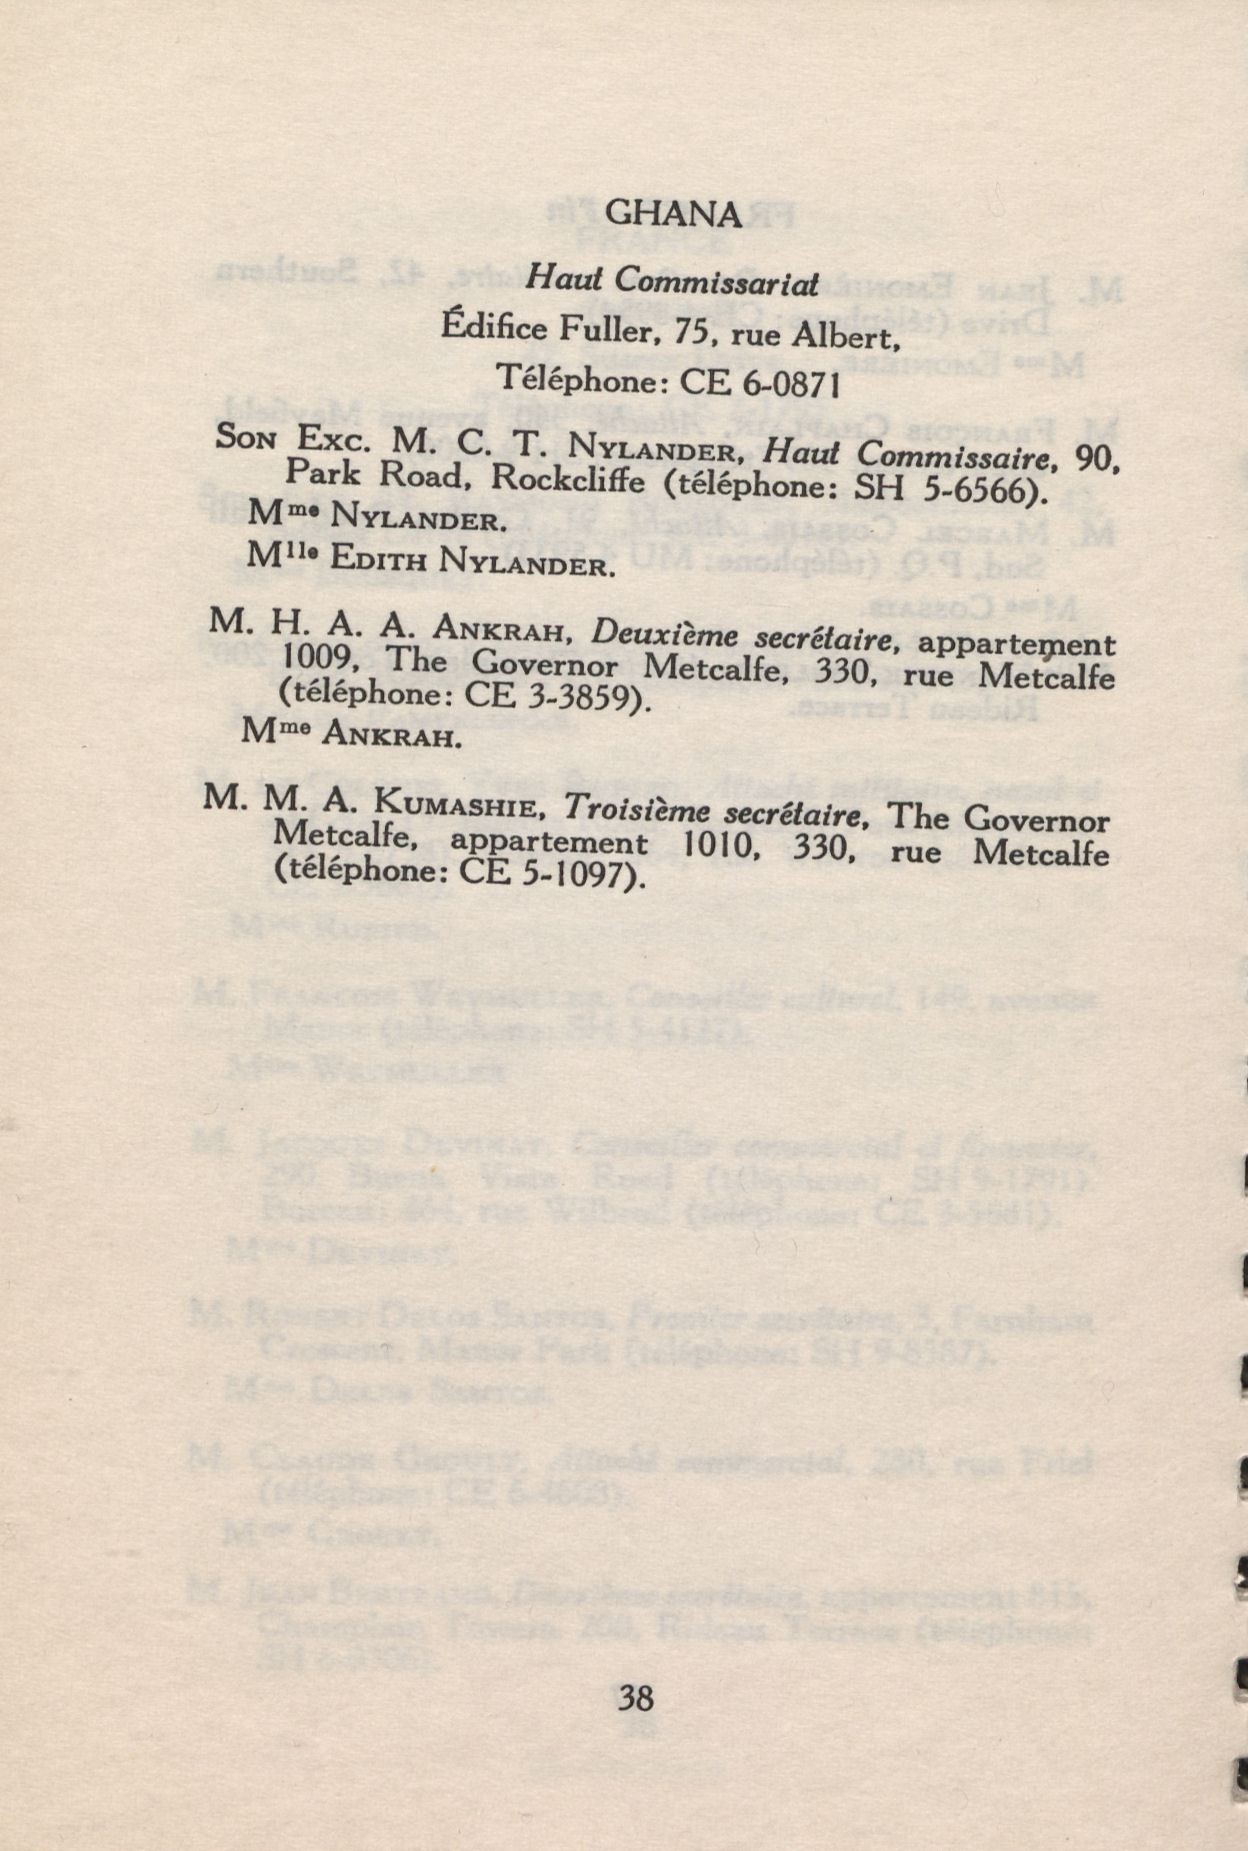 GHANA
Haut Commissariat
Édifice Fuller, 75, rue Albert,
Téléphone: CE 6-0871
SON EXC. M. C. T. NYLANDER, Haut Commissaire, 90,
Park Road, Rockcliffe (téléphone: SH 5-6566).
Mme NYLANDER.
Mlle EDITH NYLANDER.
M. H. A. A. ANKRAH, Deuxième secrétaire, appartement
1009, The Governor Metcalfe, 330, rue Metcalfe
(téléphone: CE 3-3859).
Mme ANKRAH.
M. M. A. KUMASHIE, Troisième secrétaire, The Governor
Metcalfe, appartement 1010, 330, rue Metcalfe
(téléphone: CE 5-1097).
38